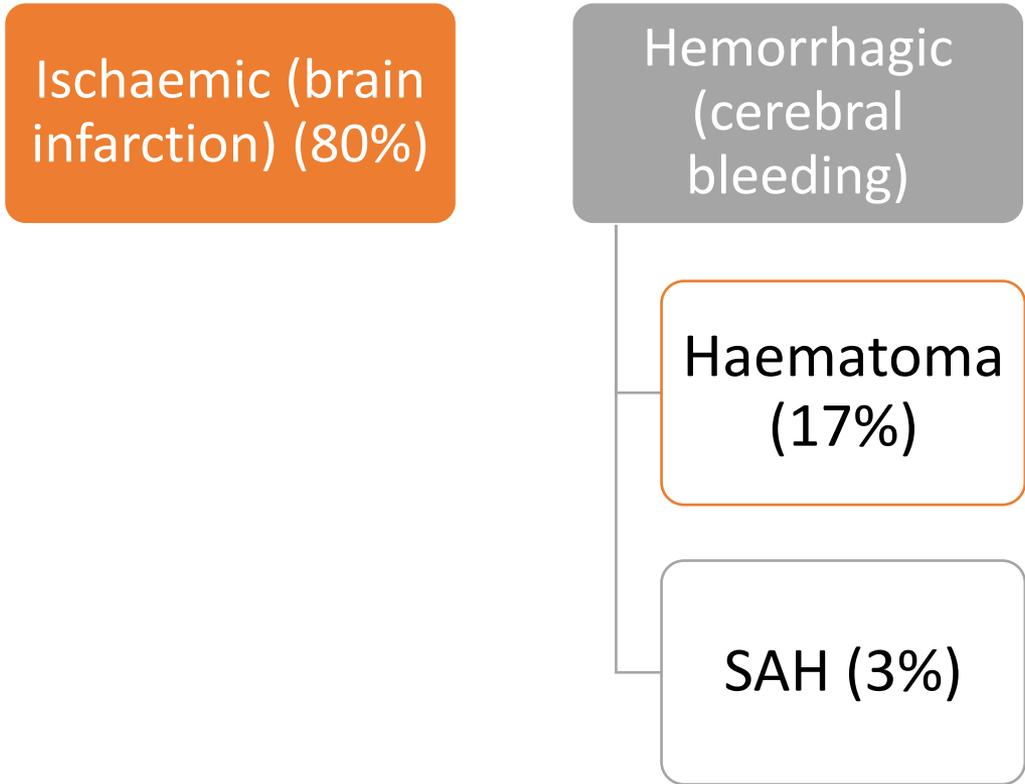 Ischaemic (brain
infarction) (80%)
Hemorrhagic
(cerebral
bleeding)
Haematoma
(17%)
SAH (3%)